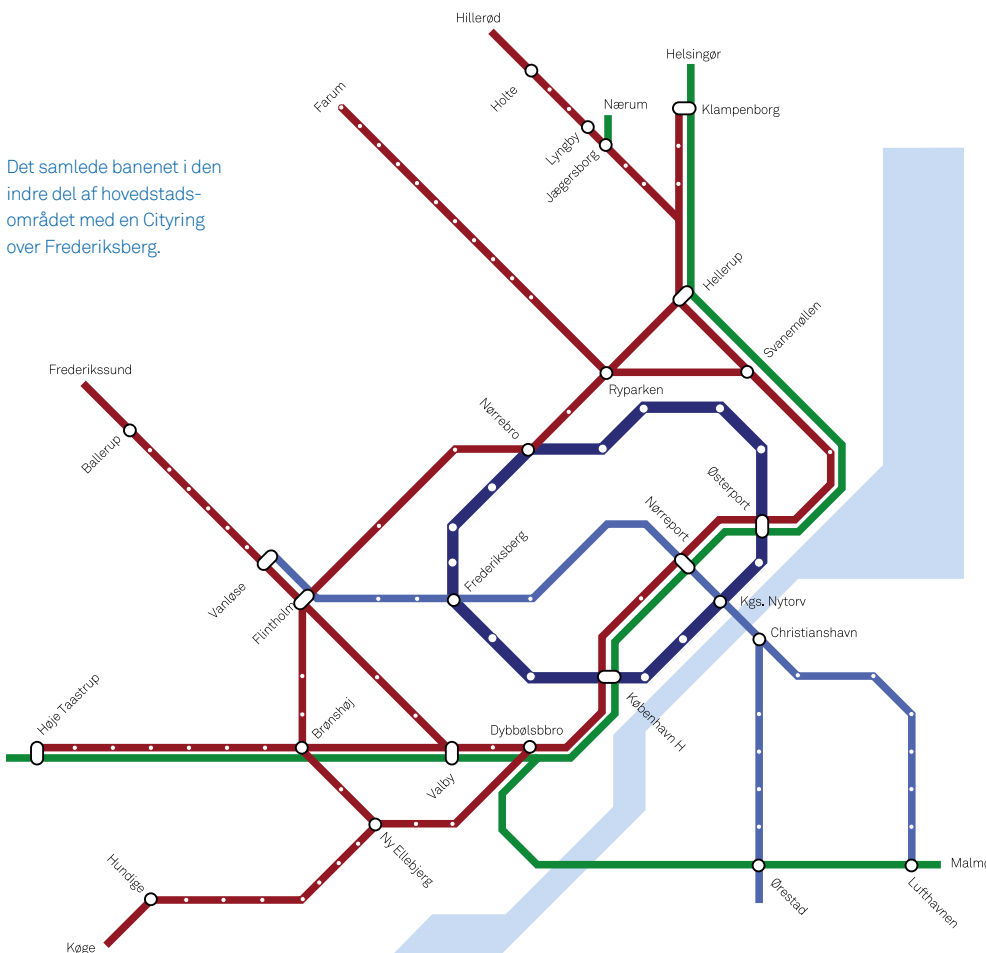 Hillerød
Helsingør
Farum
Holte
Nærum
Klampenborg
Lyngby
Jægersborg
Det samlede banenet i den
indre del af hovedstads-
området med en Cityring
over Frederiksberg.
Hellerup
Svanemøllen
Frederikssund
Ryparken
Nørrebro
Ballerup
Østerport
Nørreport
Frederiksberg
Vanløse
Flintholm
Kgs. Nytorv
Christianshavn
Høje Taastrup
Brønshøj
Dybbølsbbro
København H
Valby
Ny Ellebjerg
Hundige
Malmö
Ørestad
Lufthavnen
Køge